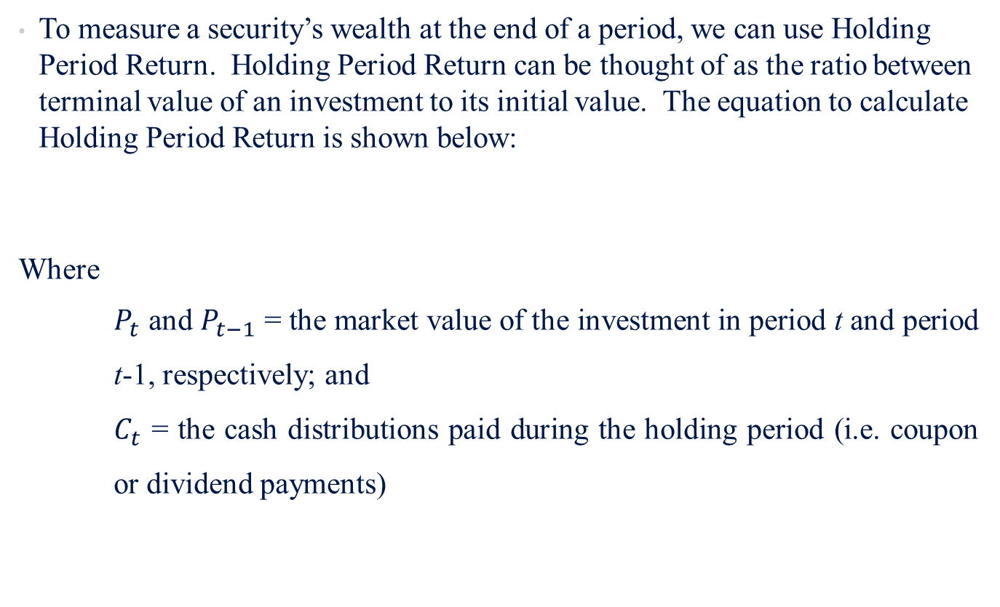 • To measure a security’s wealth at the end of a period, we can use Holding
Period Return.  Holding Period Return can be thought of as the ratio between
terminal value of an investment to its initial value.  The equation to calculate
Holding Period Return is shown below:
Where
𝑃𝑡 and 𝑃𝑡−1 = the market value of the investment in period t and period
t-1, respectively; and
𝐶𝑡 = the cash distributions paid during the holding period (i.e. coupon
or dividend payments)